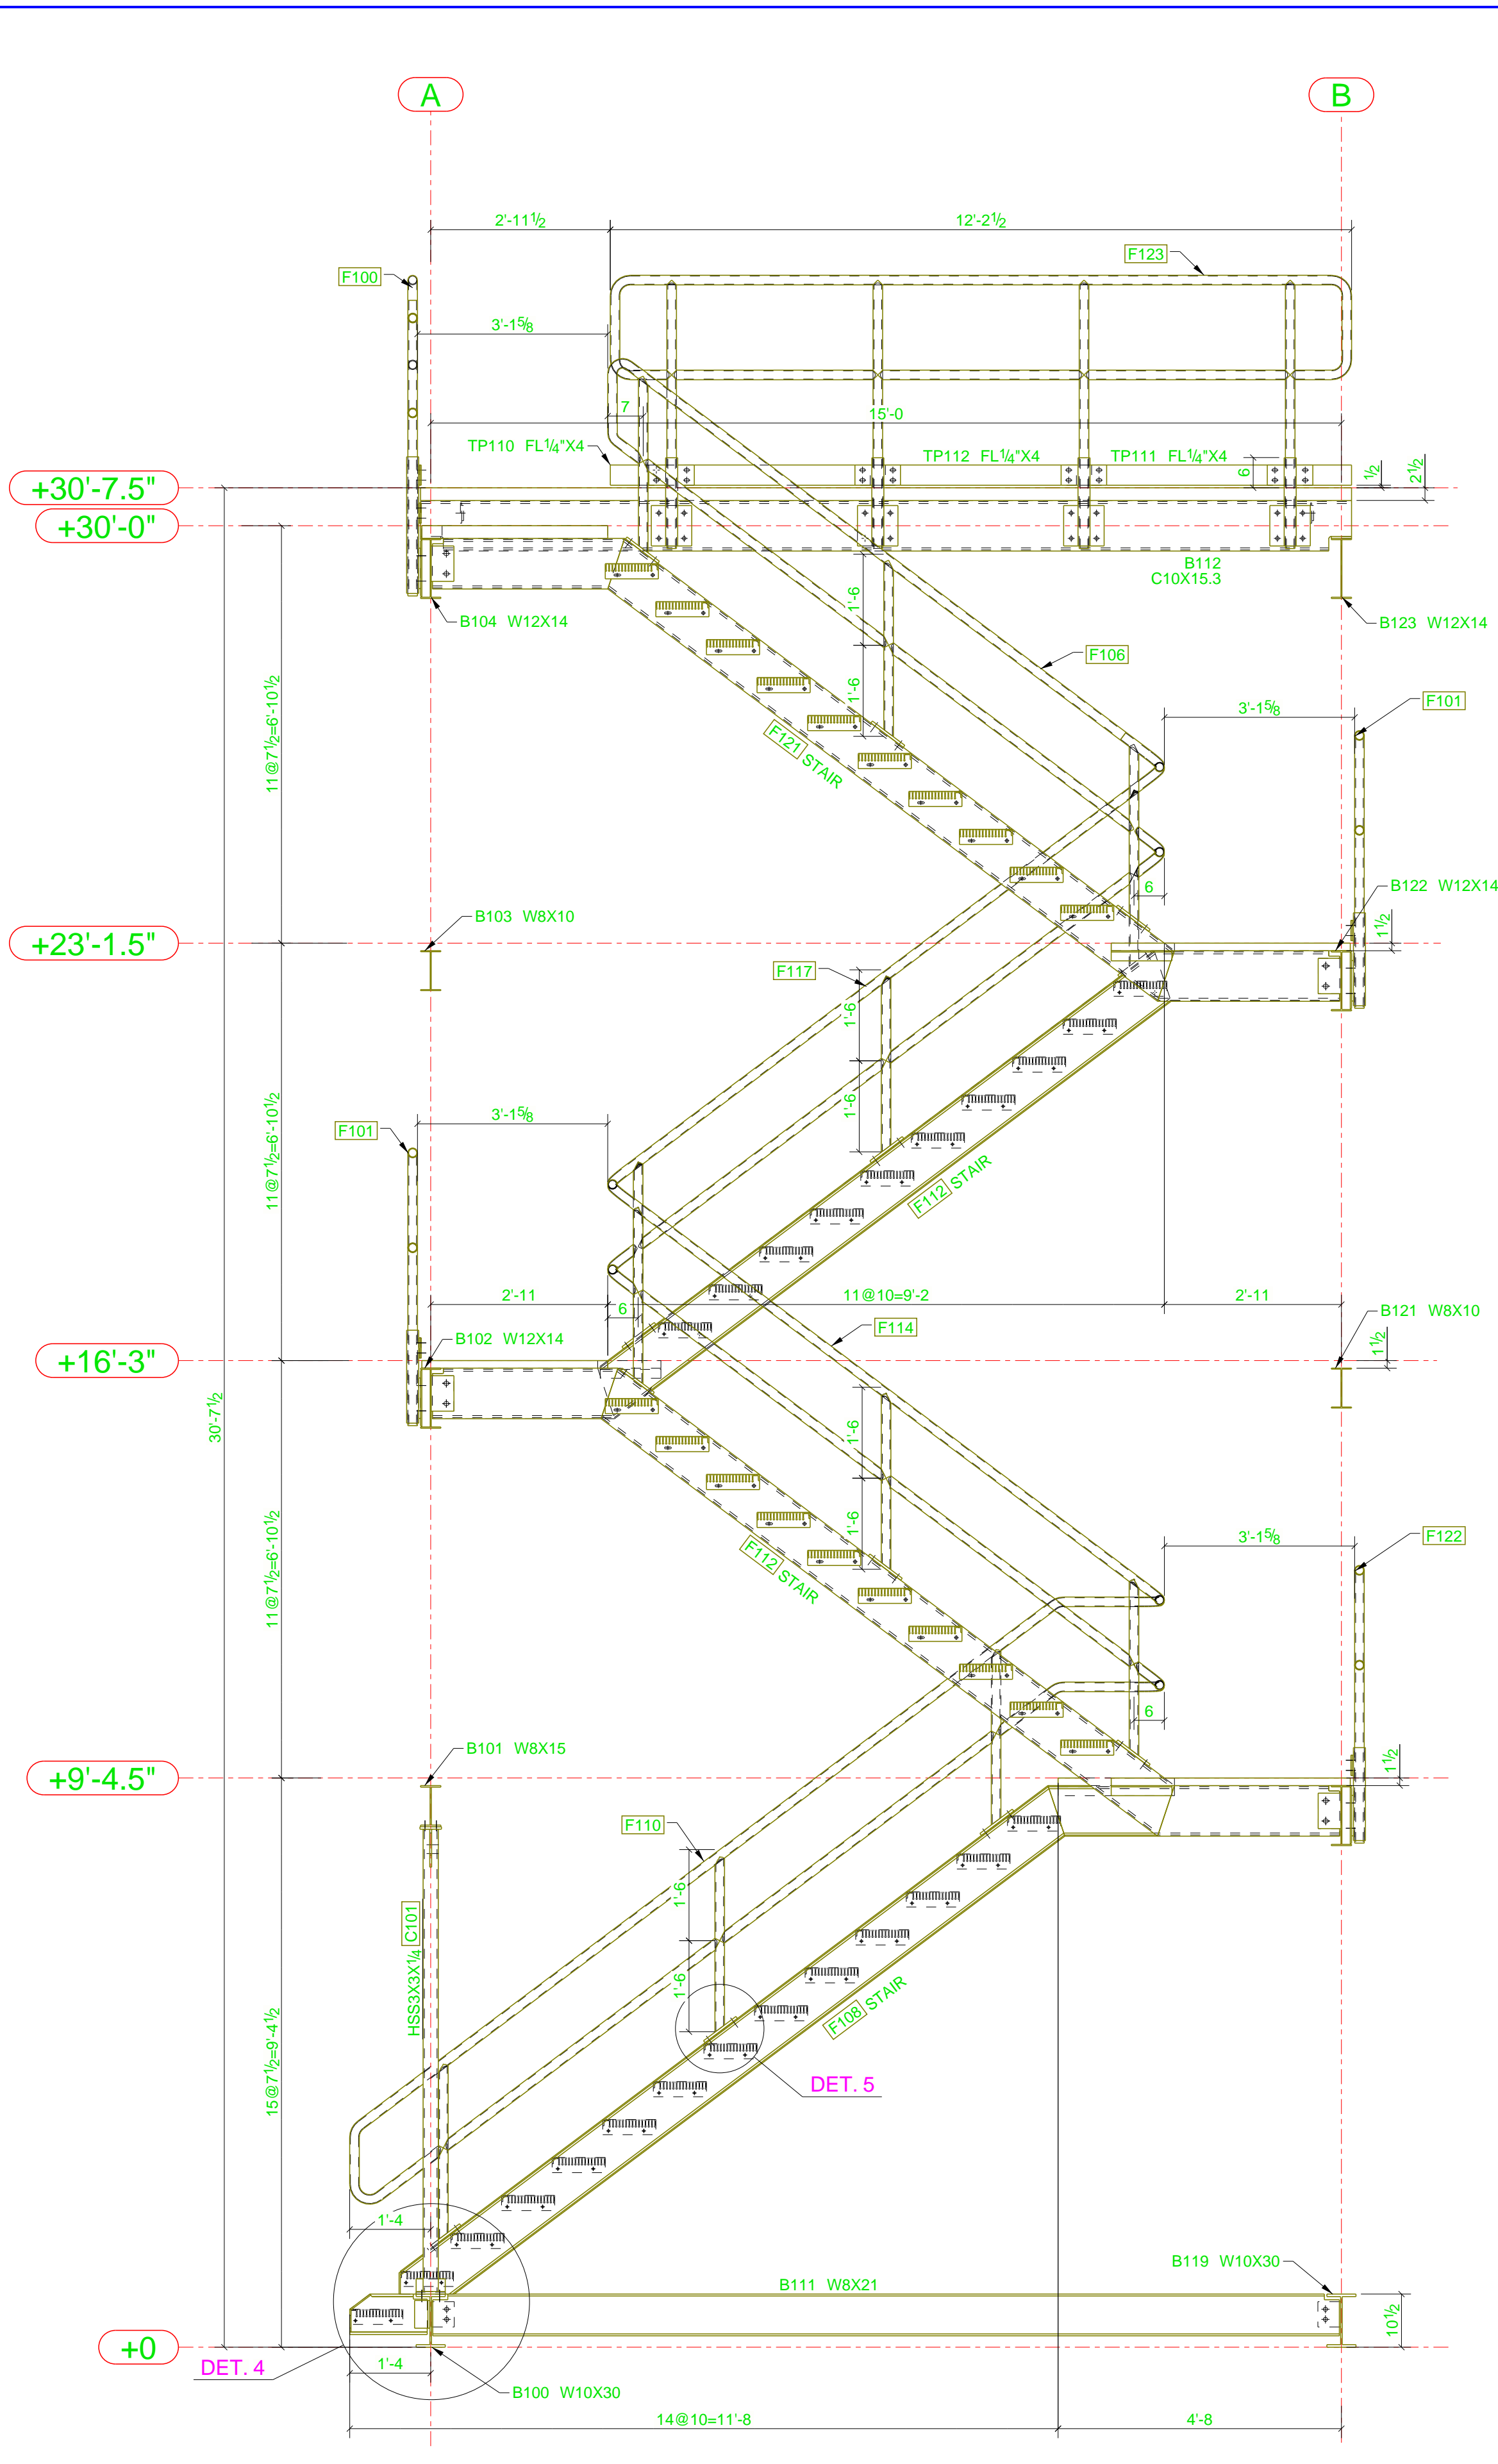 A
B
2'-11½
12'-2½
F123
F100
3'-1⅝
7
15'-0
TP110 FL¼"X4
TP112 FL¼"X4
TP111 FL¼"X4
6
½
2½
+30'-7.5"
+30'-0"
B112
C10X15.3
B104 W12X14
B123 W12X14
1'-6
F106
1'-6
3'-1⅝
F101
11@7½=6'-10½
F121 STAIR
6
B122 W12X14
B103 W8X10
1½
+23'-1.5"
F117
1'-6
1'-6
3'-1⅝
F101
11@7½=6'-10½
F112 STAIR
2'-11
11@10=9'-2
2'-11
6
F114
B121 W8X10
B102 W12X14
1½
+16'-3"
30'-7½
1'-6
1'-6
3'-1⅝
F122
11@7½=6'-10½
F112 STAIR
6
B101 W8X15
1½
+9'-4.5"
F110
1'-6
C101
HSS3X3X¼
1'-6
F108 STAIR
DET. 5
15@7½=9'-4½
1'-4
B119 W10X30
B111 W8X21
10½
+0
DET. 4
1'-4
B100 W10X30
14@10=11'-8
4'-8